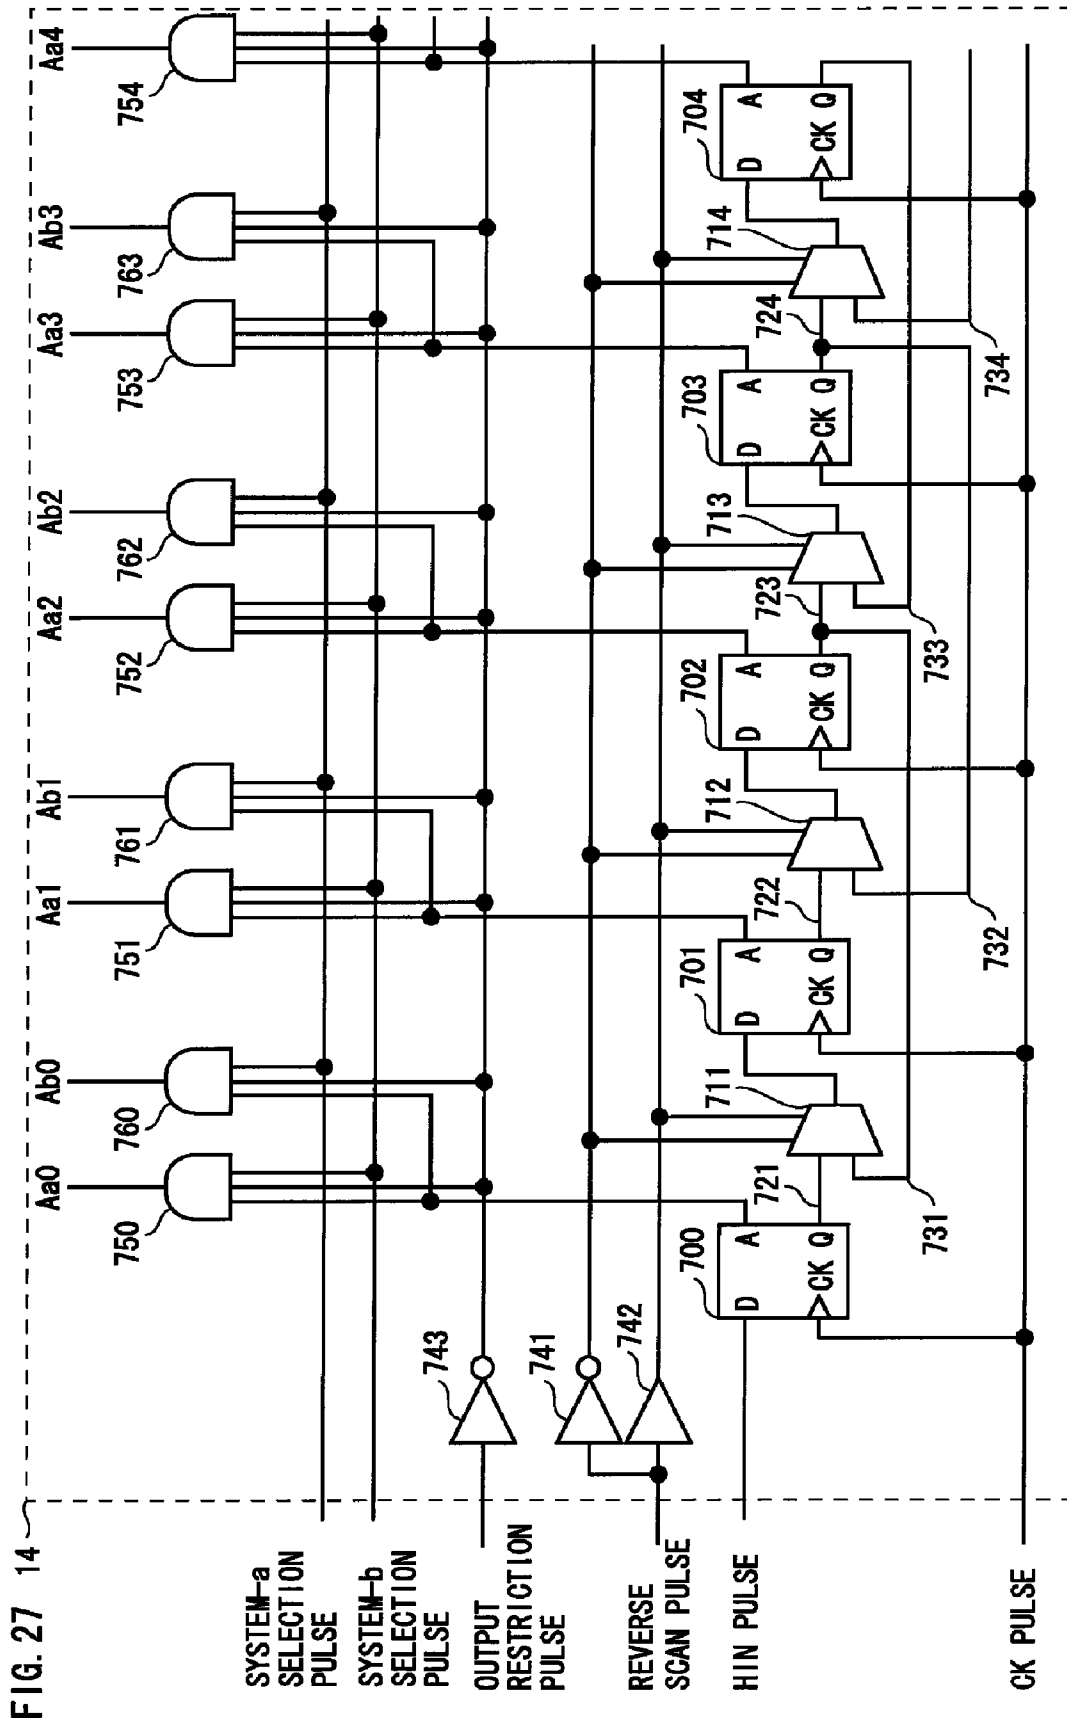 FIG. 27
14
Aa0
Ab0
Aa1
Ab1
Aa2
Ab2
Aa3
Ab3
Aa4
750
760
751
761
752
762
753
763
754
SYSTEM-a
SELECTION
PULSE
SYSTEM-b
SELECTION
PULSE
OUTPUT
RESTRICTION
PULSE
743
REVERSE
SCAN PULSE
741
742
HIN PULSE
700
D
A
CK
Q
721
711
731
701
D
A
CK
Q
722
712
732
702
D
A
CK
Q
723
713
733
703
D
A
CK
Q
724
714
734
704
D
A
CK
Q
CK PULSE